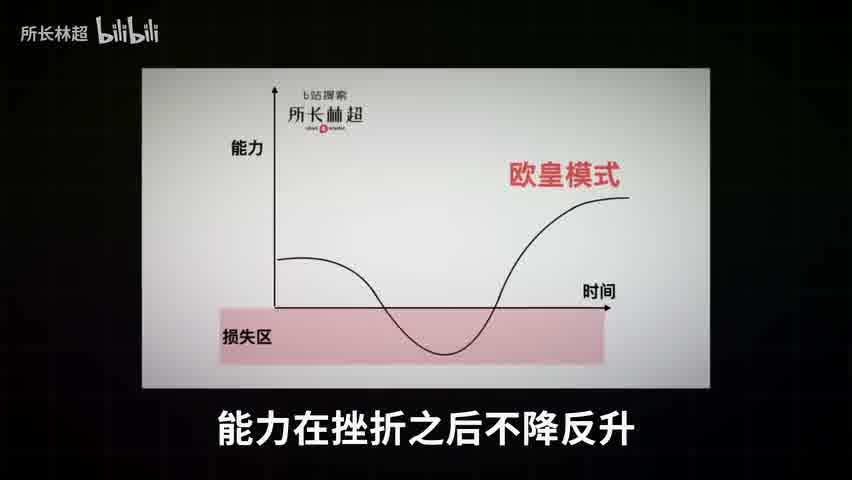 所长林超 bilibili
b站搜索
所长林超
能力
欧皇模式
时间
损失区
能力在挫折之后不降反升